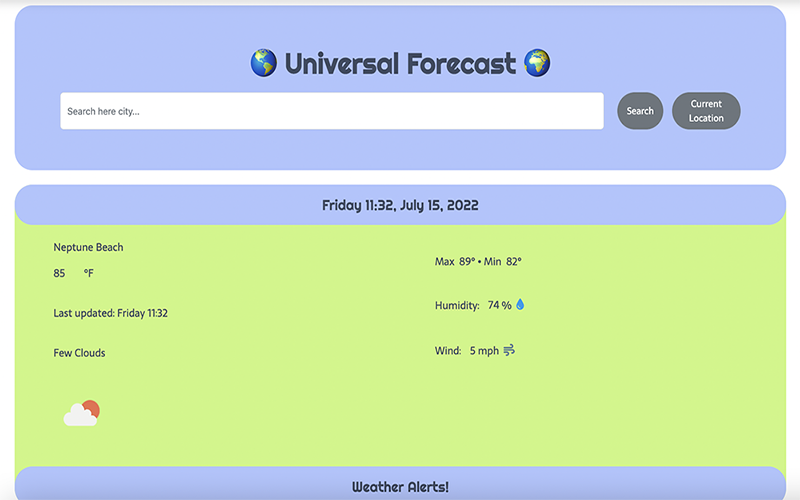 Universal Forecast
Search here city...
Search
Current
Location
Friday 11:32, July 15, 2022
Neptune Beach
85 °F
Last updated: Friday 11:32
Few Clouds
Max 89° • Min 82°
Humidity: 74 %
Wind: 5 mph
Weather Alerts!